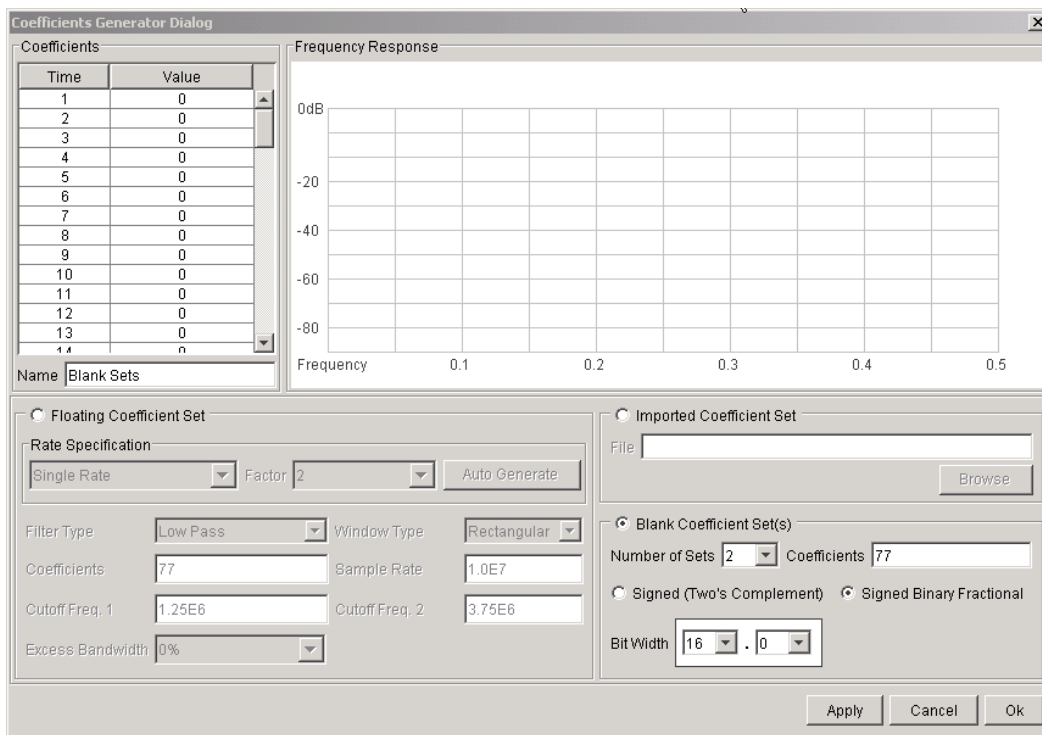 Coefficients Generator Dialog
Coefficients
Time Value
1 0
2 0
3 0
4 0
5 0
6 0
7 0
8 0
9 0
10 0
11 0
12 0
13 0
14 0
Name Blank Sets
Frequency Response
0dB
-20
-40
-60
-80
Frequency 0.1 0.2 0.3 0.4 0.5
Floating Coefficient Set
Rate Specification
Single Rate Factor 2 Auto Generate
Filter Type Low Pass Window Type Rectangular
Coefficients 77 Sample Rate 1.0E7
Cutoff Freq. 1 1.25E6 Cutoff Freq. 2 3.75E6
Excess Bandwidth 0%
Imported Coefficient Set
File
Browse
Blank Coefficient Set(s)
Number of Sets 2 Coefficients 77
Signed (Two's Complement) Signed Binary Fractional
Bit Width 16 . 0
Apply Cancel Ok